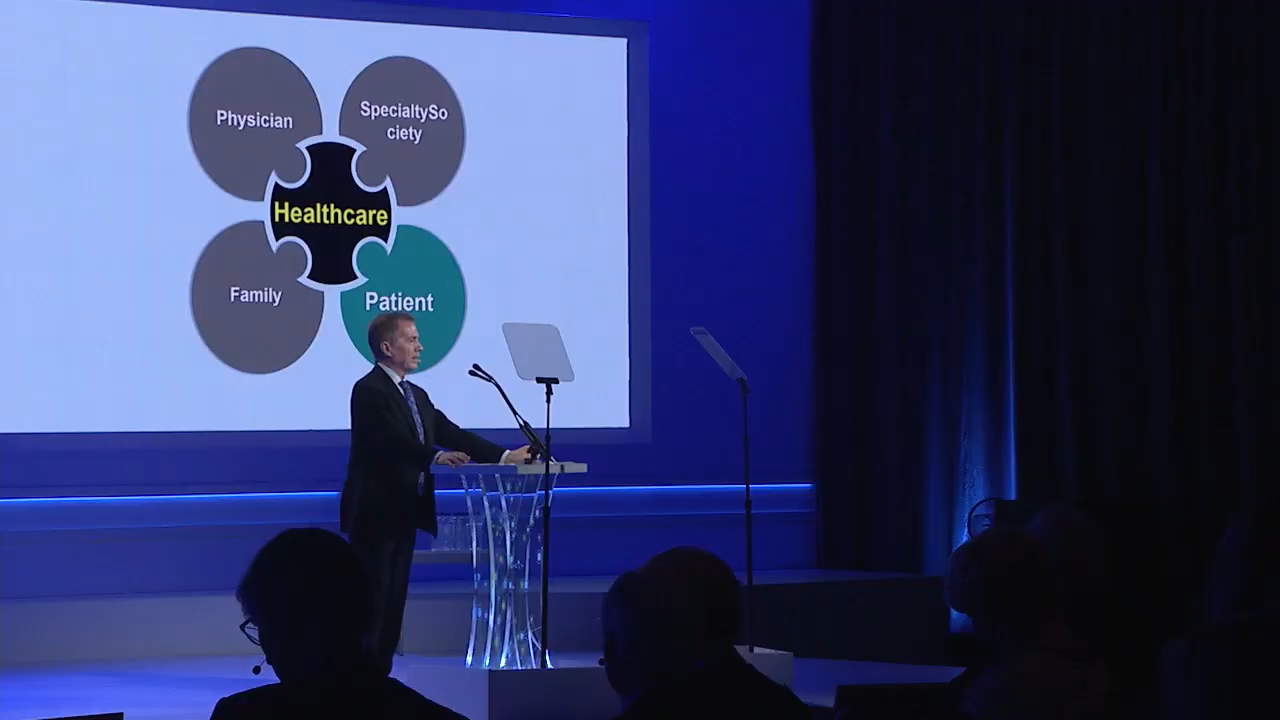 Physician
SpecialtySo
ciety
Healthcare
Family
Patient